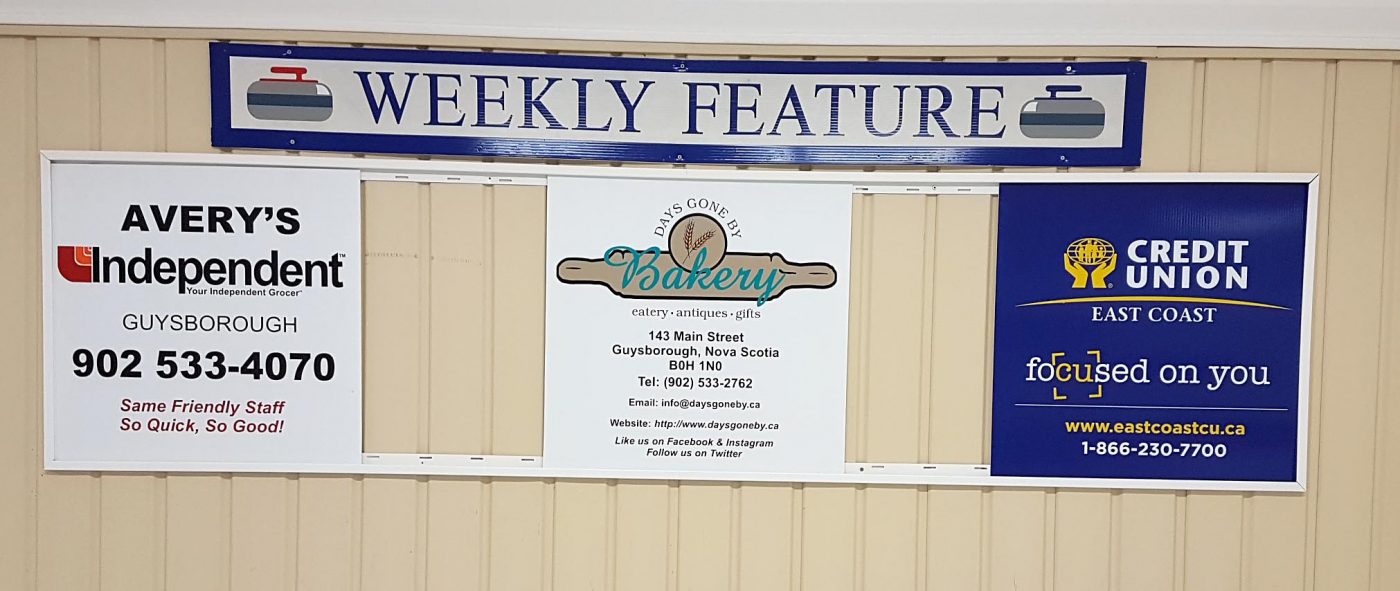 WEEKLY FEATURE
AVERY'S
Independent™
Your Independent Grocer™
GUYSBOROUGH
902 533-4070
Same Friendly Staff
So Quick, So Good!
DAYS GONE BY
Bakery
eatery · antiques · gifts
143 Main Street
Guysborough, Nova Scotia
B0H 1N0
Tel: (902) 533-2762
Email: info@daysgoneby.ca
Website: http://www.daysgoneby.ca
Like us on Facebook & Instagram
Follow us on Twitter
CREDIT
UNION®
EAST COAST
focused on you
www.eastcoastcu.ca
1-866-230-7700